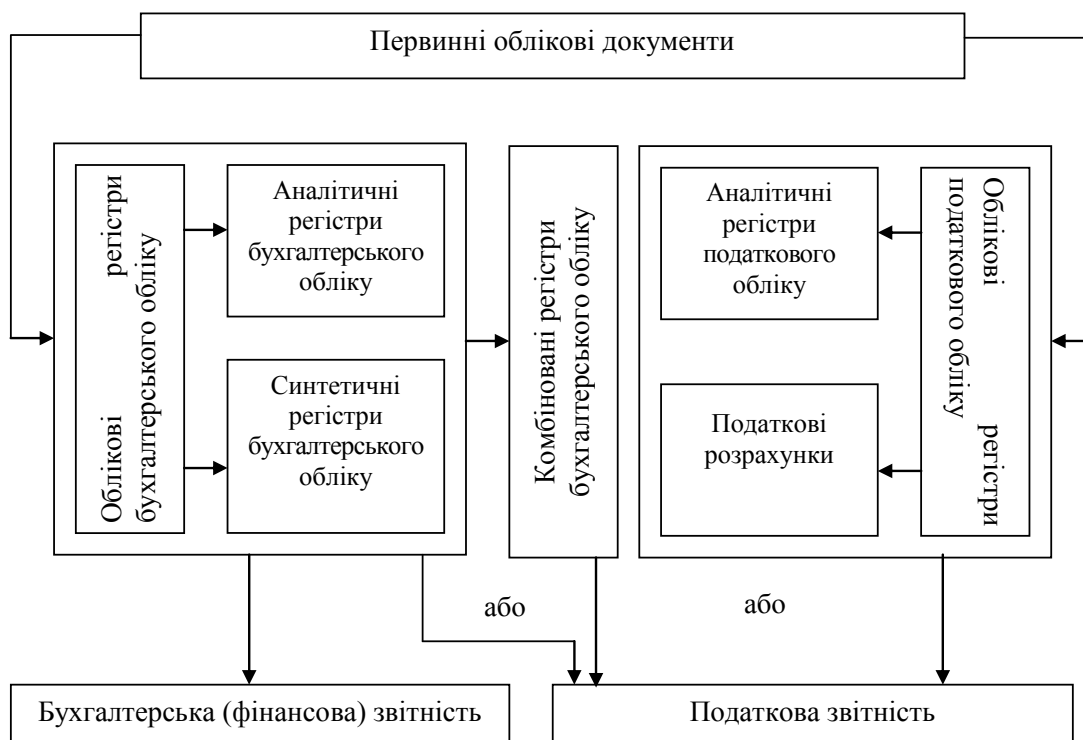 Первинні облікові документи
Облікові регістри
бухгалтерського обліку
Аналітичні
регістри
бухгалтерського
обліку
Синтетичні
регістри
бухгалтерського
обліку
Комбіновані регістри
бухгалтерського обліку
Аналітичні
регістри
податкового
обліку
Податкові
розрахунки
Облікові регістри
податкового обліку
або
або
Бухгалтерська (фінансова) звітність
Податкова звітність